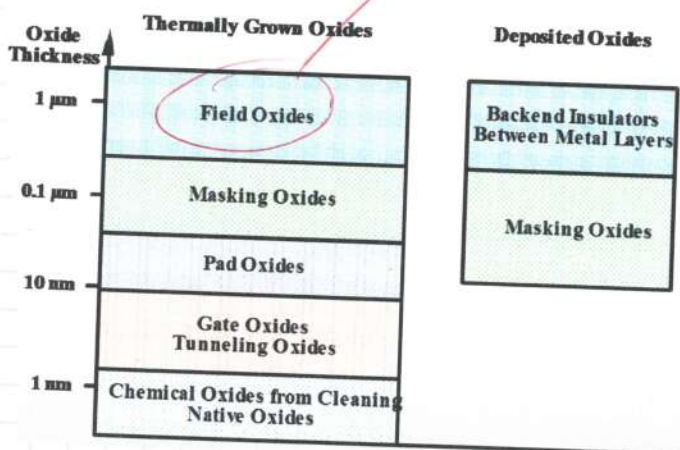 Oxide
Thickness
Thermally Grown Oxides
Deposited Oxides
1 µm
Field Oxides
Backend Insulators
Between Metal Layers
0.1 µm
Masking Oxides
Masking Oxides
Pad Oxides
10 nm
Gate Oxides
Tunneling Oxides
1 nm
Chemical Oxides from Cleaning
Native Oxides